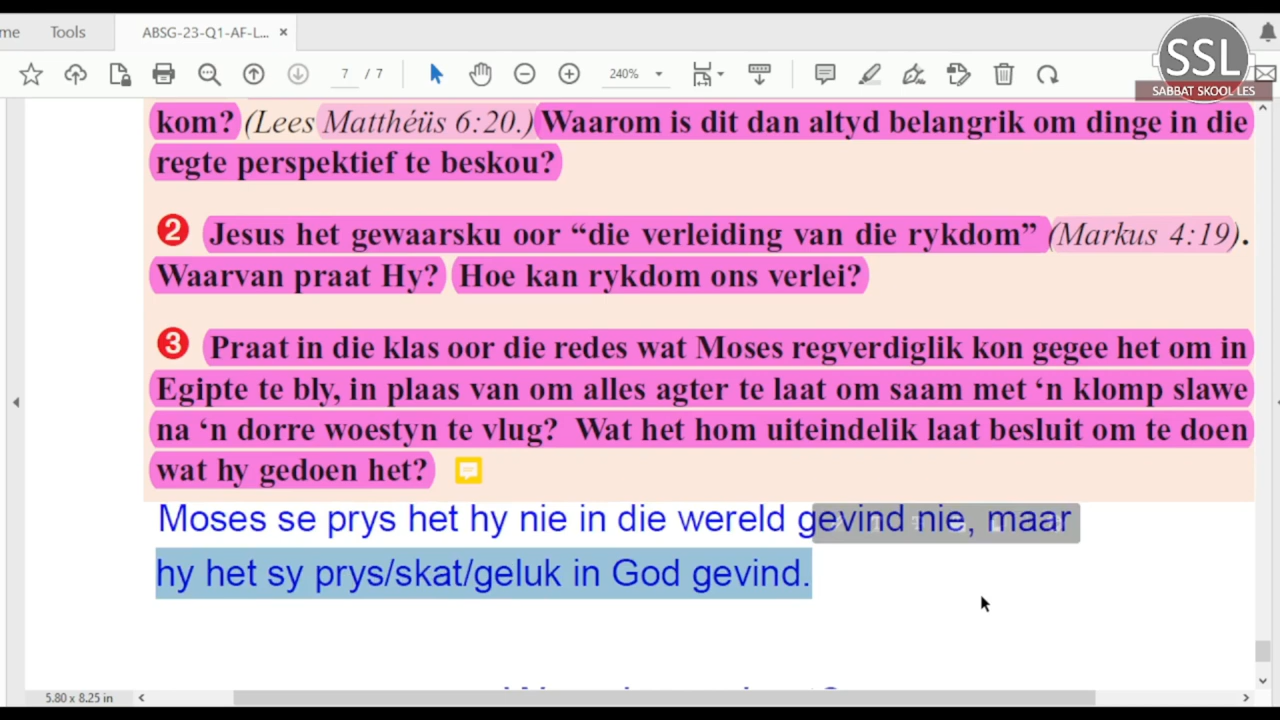 me Tools ABSG-23-Q1-AF-L... ×
7 / 7 240%
SSL
SABBAT SKOOL LES
kom? (Lees Matthéüs 6:20.) Waarom is dit dan altyd belangrik om dinge in die
regte perspektief te beskou?
2 Jesus het gewaarsku oor “die verleiding van die rykdom” (Markus 4:19).
Waarvan praat Hy? Hoe kan rykdom ons verlei?
3 Praat in die klas oor die redes wat Moses regverdiglik kon gegee het om in
Egipte te bly, in plaas van om alles agter te laat om saam met ‘n klomp slawe
na ‘n dorre woestyn te vlug? Wat het hom uiteindelik laat besluit om te doen
wat hy gedoen het?
Moses se prys het hy nie in die wereld gevind nie, maar
hy het sy prys/skat/geluk in God gevind.
5.80 x 8.25 in